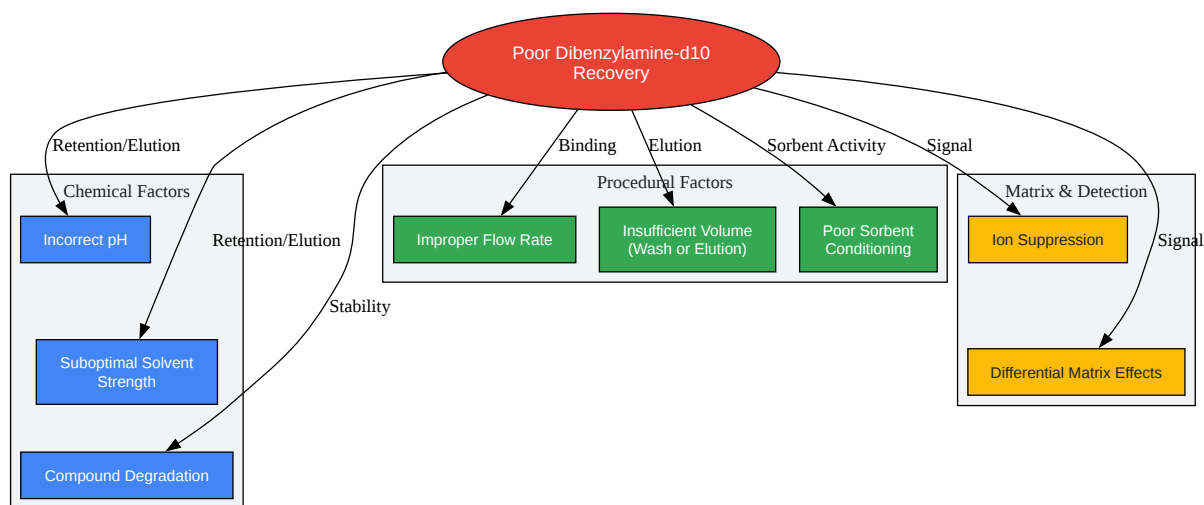 Poor Dibenzylamine-d10
Recovery
Retention/Elution
Binding
Elution
Sorbent Activity
Signal
Chemical Factors
Procedural Factors
Matrix & Detection
Incorrect pH
Improper Flow Rate
Insufficient Volume
(Wash or Elution)
Poor Sorbent
Conditioning
Ion Suppression
Retention/Elution
Signal
Stability
Suboptimal Solvent
Strength
Differential Matrix Effects
Compound Degradation